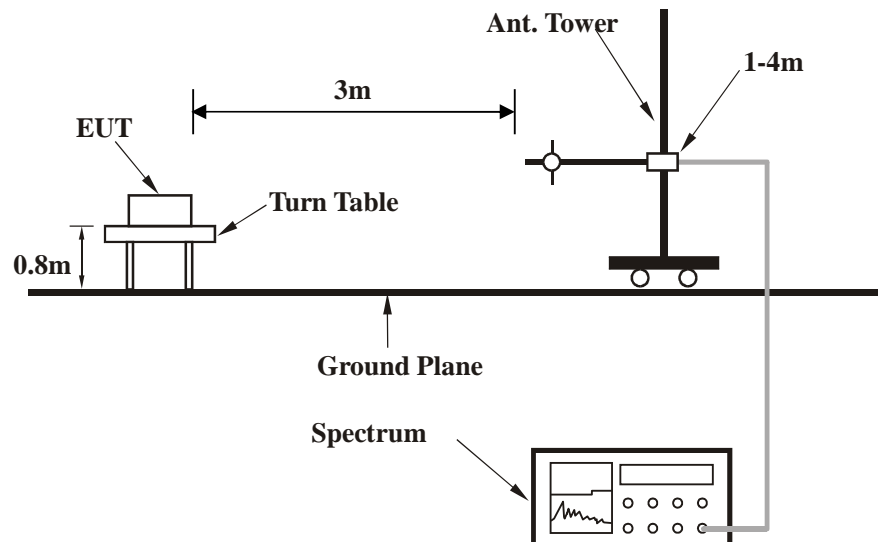 Ant. Tower
1-4m
3m
EUT
Turn Table
0.8m
Ground Plane
Spectrum